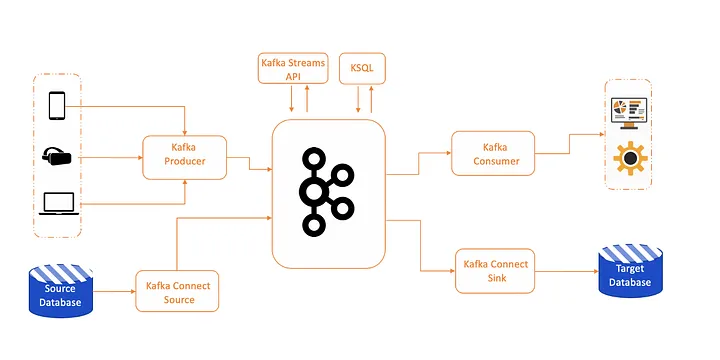 Kafka Streams
API
KSQL
Kafka
Producer
Kafka
Consumer
Source
Database
Kafka Connect
Source
Kafka Connect
Sink
Target
Database